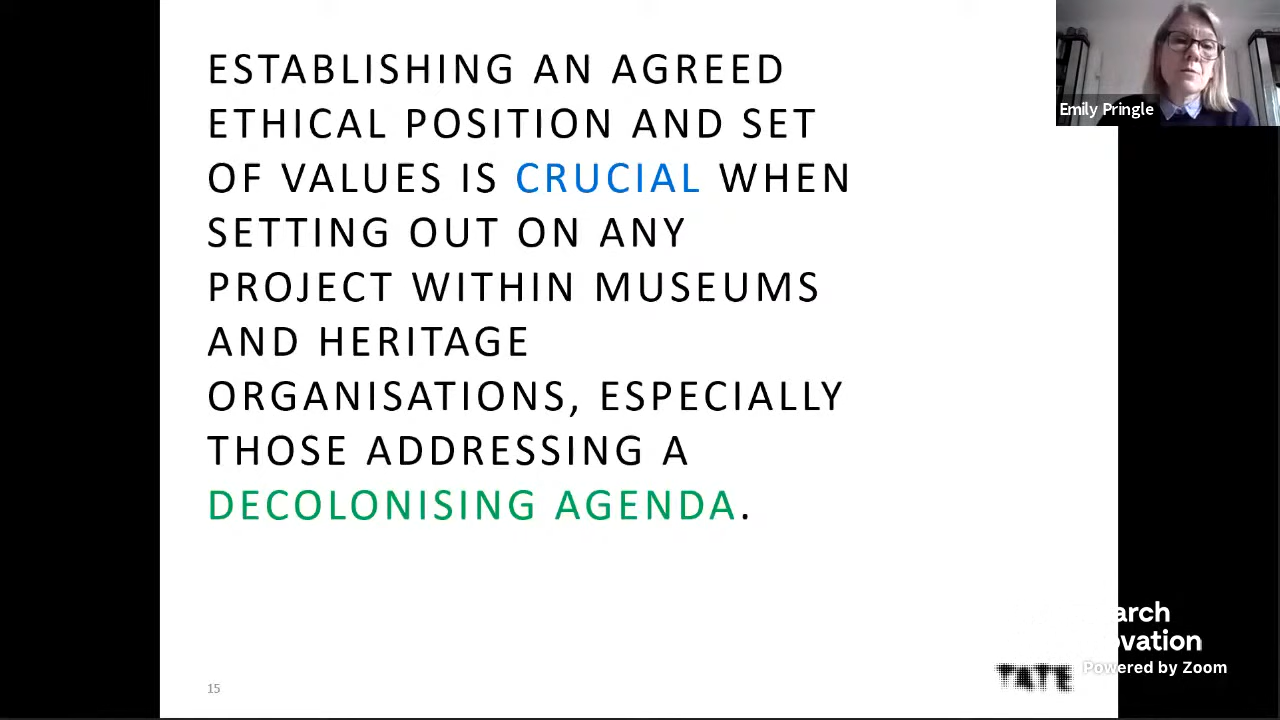 ESTABLISHING AN AGREED
ETHICAL POSITION AND SET
OF VALUES IS CRUCIAL WHEN
SETTING OUT ON ANY
PROJECT WITHIN MUSEUMS
AND HERITAGE
ORGANISATIONS, ESPECIALLY
THOSE ADDRESSING A
DECOLONISING AGENDA.
Emily Pringle
15
TATE
arch
ovation
Powered by Zoom